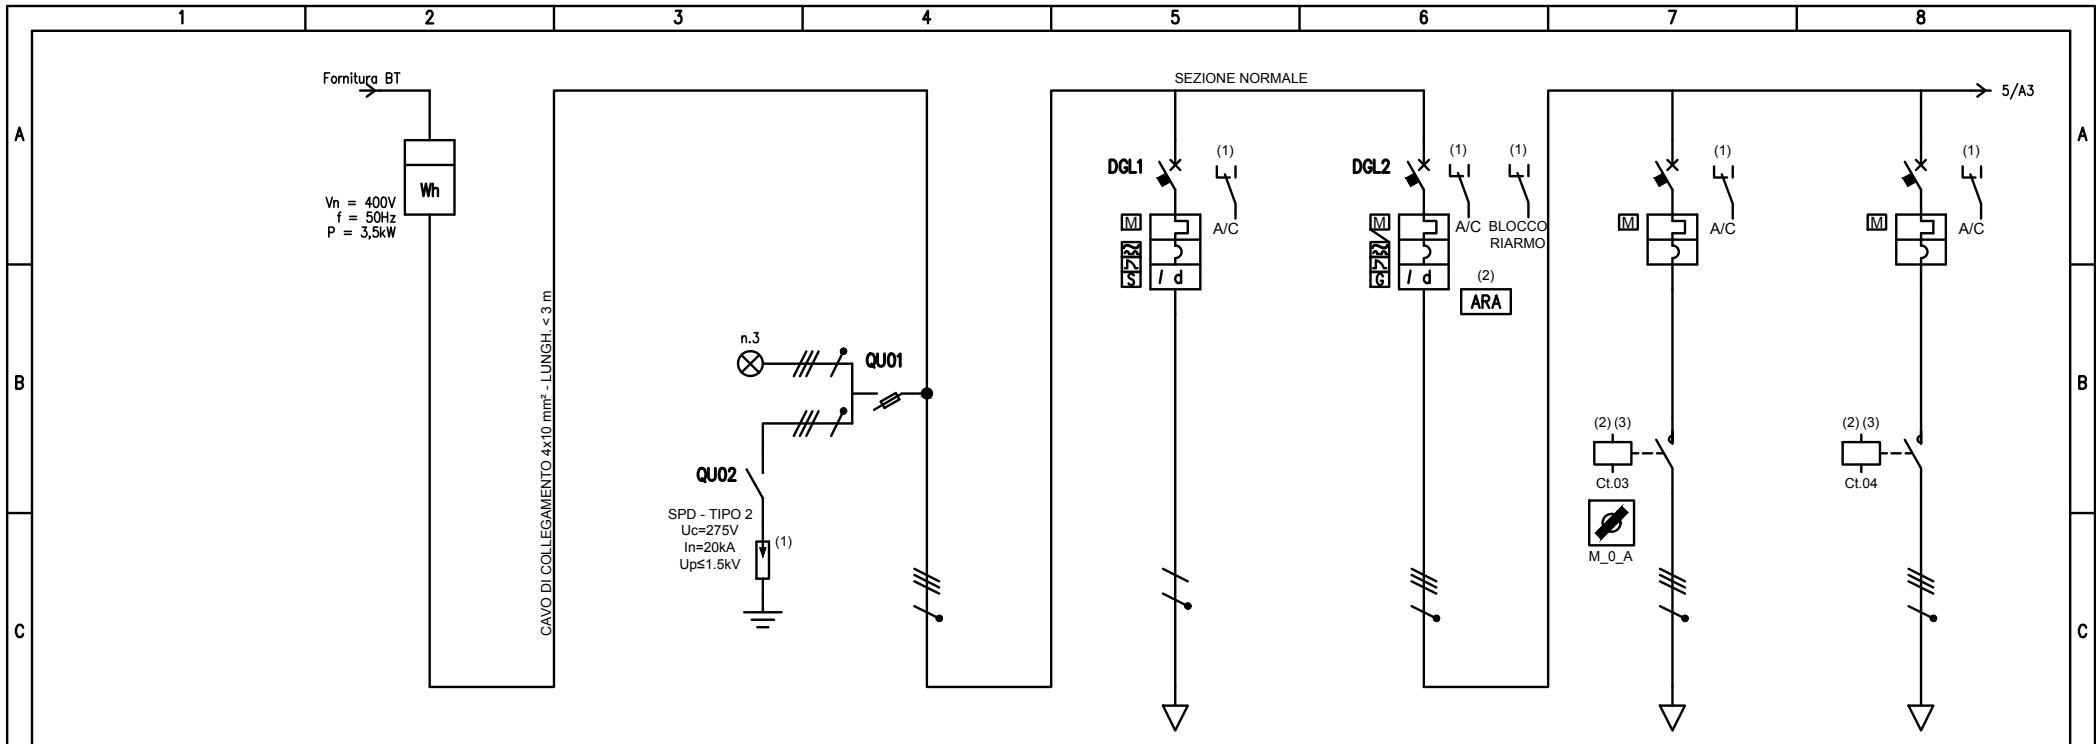 1 2 3 4 5 6 7 8
A A
Fornitura BT
Wh
Vn = 400V
f = 50Hz
P = 3,5kW
CAVO DI COLLEGAMENTO 4x10 mm² - LUNGH. < 3 m
n.3
QU01
QU02
SPD - TIPO 2
Uc=275V
In=20kA
Up≤1.5kV
(1)
SEZIONE NORMALE
5/A3
DGL1
(1)
A/C
M
S
I d
DGL2
(1) (1)
A/C BLOCCO
RIARMO
M
G
I d
(2)
ARA
(1)
M
A/C
(1)
M
A/C
B B
(2) (3)
Ct.03
M_0_A
(2) (3)
Ct.04
C C